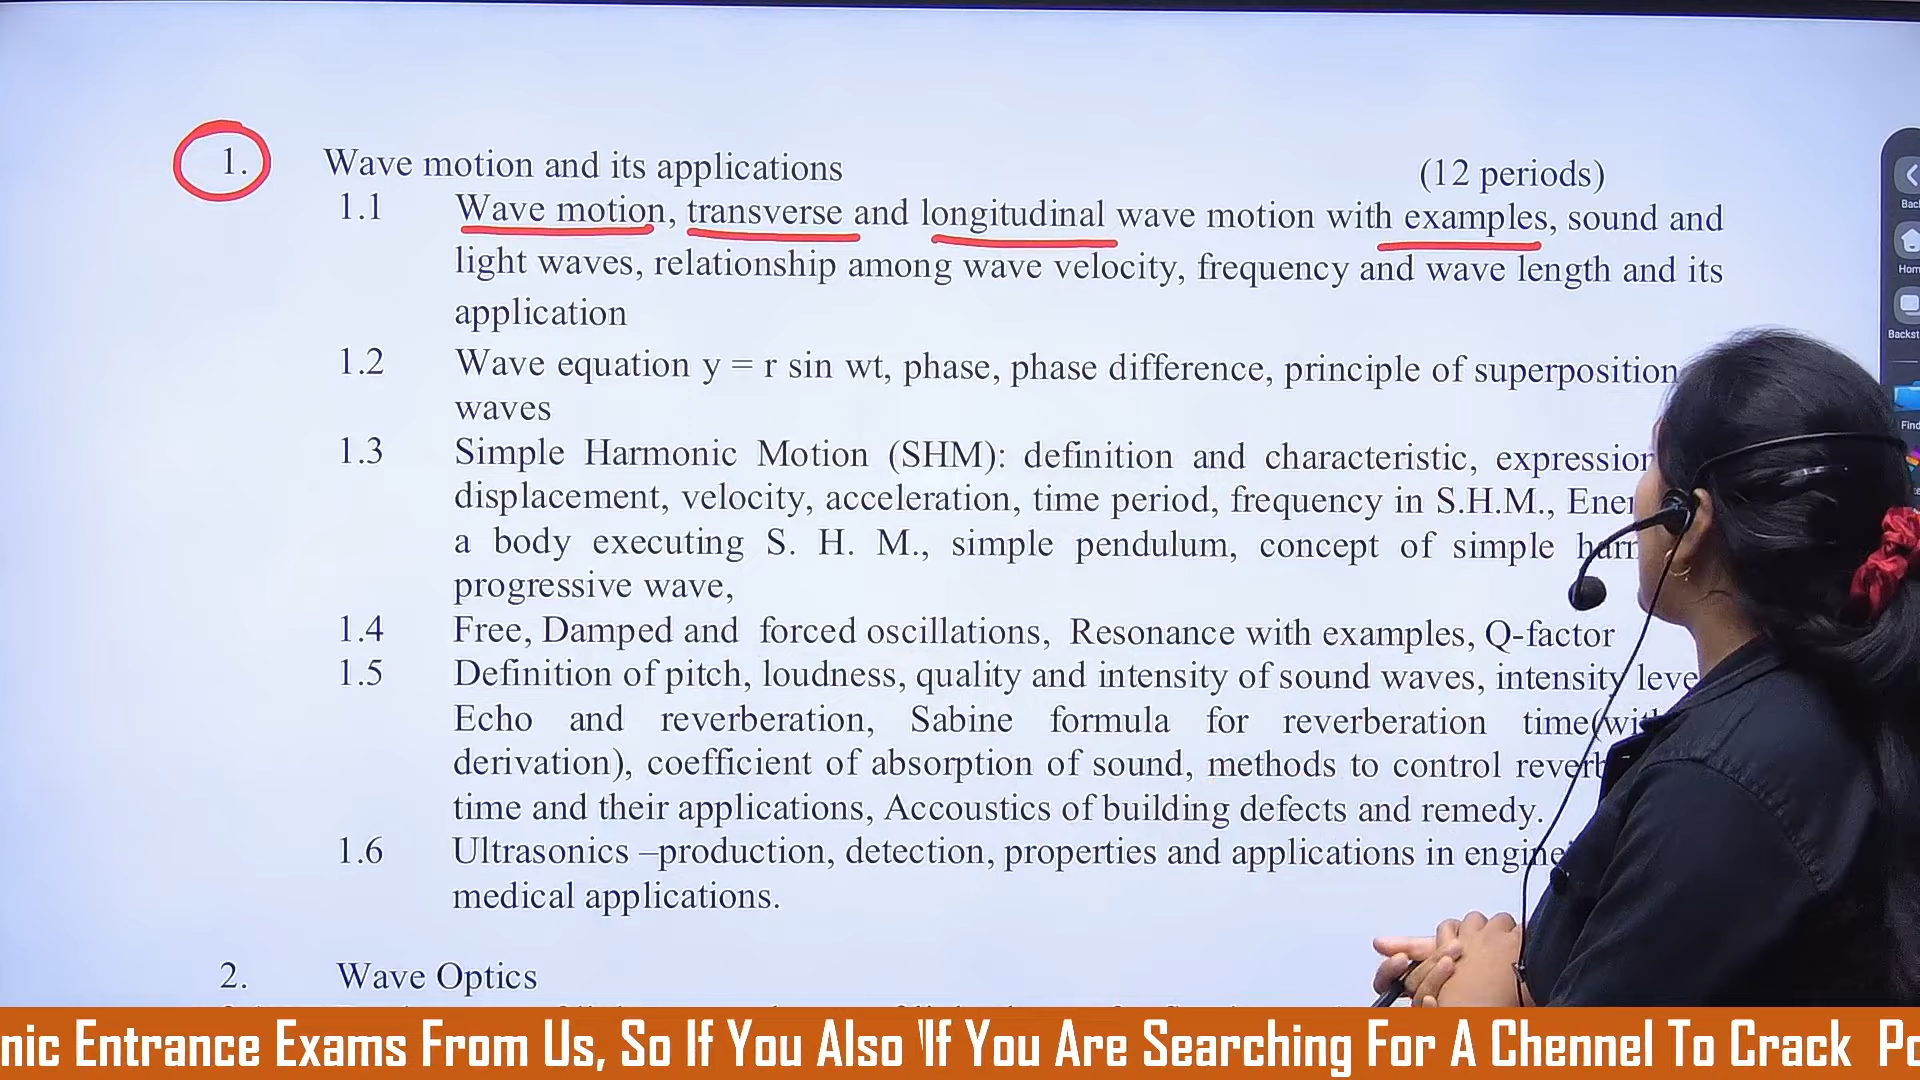 1. Wave motion and its applications (12 periods)
1.1 Wave motion, transverse and longitudinal wave motion with examples, sound and
light waves, relationship among wave velocity, frequency and wave length and its
application
1.2 Wave equation y = r sin wt, phase, phase difference, principle of superposition
waves
1.3 Simple Harmonic Motion (SHM): definition and characteristic, expression
displacement, velocity, acceleration, time period, frequency in S.H.M.,
a body executing S. H. M., simple pendulum, concept of simple
progressive wave,
1.4 Free, Damped and forced oscillations, Resonance with examples, Q-factor
1.5 Definition of pitch, loudness, quality and intensity of sound waves, intensity
Echo and reverberation, Sabine formula for reverberation time
derivation), coefficient of absorption of sound, methods to control
time and their applications, Accoustics of building defects and remedy.
1.6 Ultrasonics –production, detection, properties and applications in
medical applications.
2. Wave Optics
nic Entrance Exams From Us, So If You Also If You Are Searching For A Chennel To Crack Po
Bac
Hom
Backst
Find